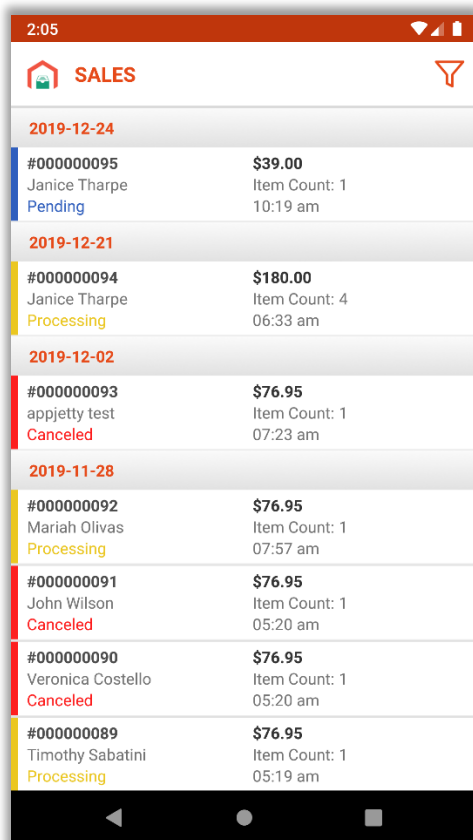 2:05
SALES
2019-12-24
#000000095 $39.00
Janice Tharpe Item Count: 1
Pending 10:19 am
2019-12-21
#000000094 $180.00
Janice Tharpe Item Count: 4
Processing 06:33 am
2019-12-02
#000000093 $76.95
appjetty test Item Count: 1
Canceled 07:23 am
2019-11-28
#000000092 $76.95
Mariah Olivas Item Count: 1
Processing 07:57 am
#000000091 $76.95
John Wilson Item Count: 1
Canceled 05:20 am
#000000090 $76.95
Veronica Costello Item Count: 1
Canceled 05:20 am
#000000089 $76.95
Timothy Sabatini Item Count: 1
Processing 05:19 am